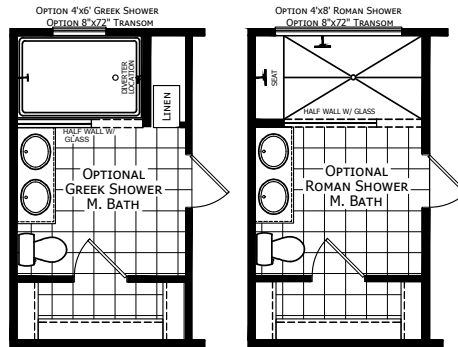 OPTION 4'x6' GREEK SHOWER
OPTION 8"x72" TRANSOM
DIVERTER
LOCATION
LINEN
HALF WALL W/
GLASS
OPTIONAL
GREEK SHOWER
M. BATH
OPTION 4'x8' ROMAN SHOWER
OPTION 8"x72" TRANSOM
SEAT
HALF WALL W/ GLASS
OPTIONAL
ROMAN SHOWER
M. BATH